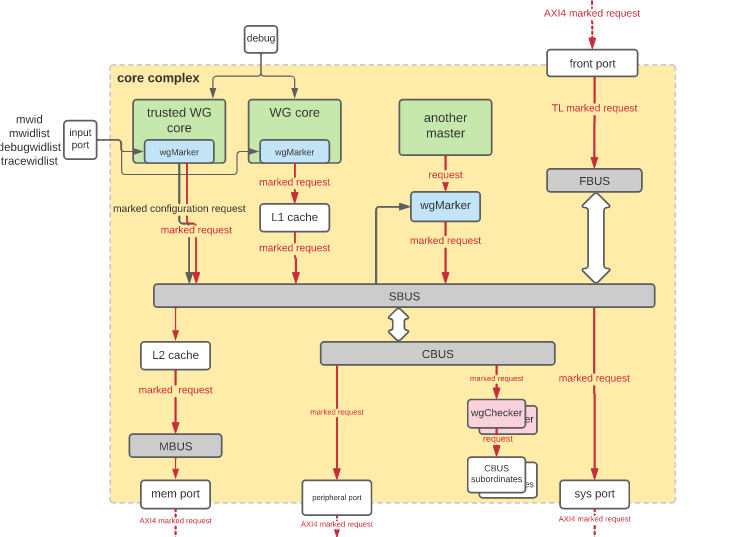 AXI4 marked request
debug
front port
core complex
TL marked request
trusted WG
core
WG core
another
master
mwid
mwidlist
debugwidlist
tracewidlist
input
port
wgMarker
wgMarker
request
FBUS
marked request
wgMarker
marked configuration request
L1 cache
marked request
marked request
marked request
SBUS
L2 cache
CBUS
marked request
marked request
marked request
marked request
wgChecker
er
request
MBUS
CBUS
subordinates
es
mem port
peripheral port
sys port
AXI4 marked request
AXI4 marked request
AXI4 marked request